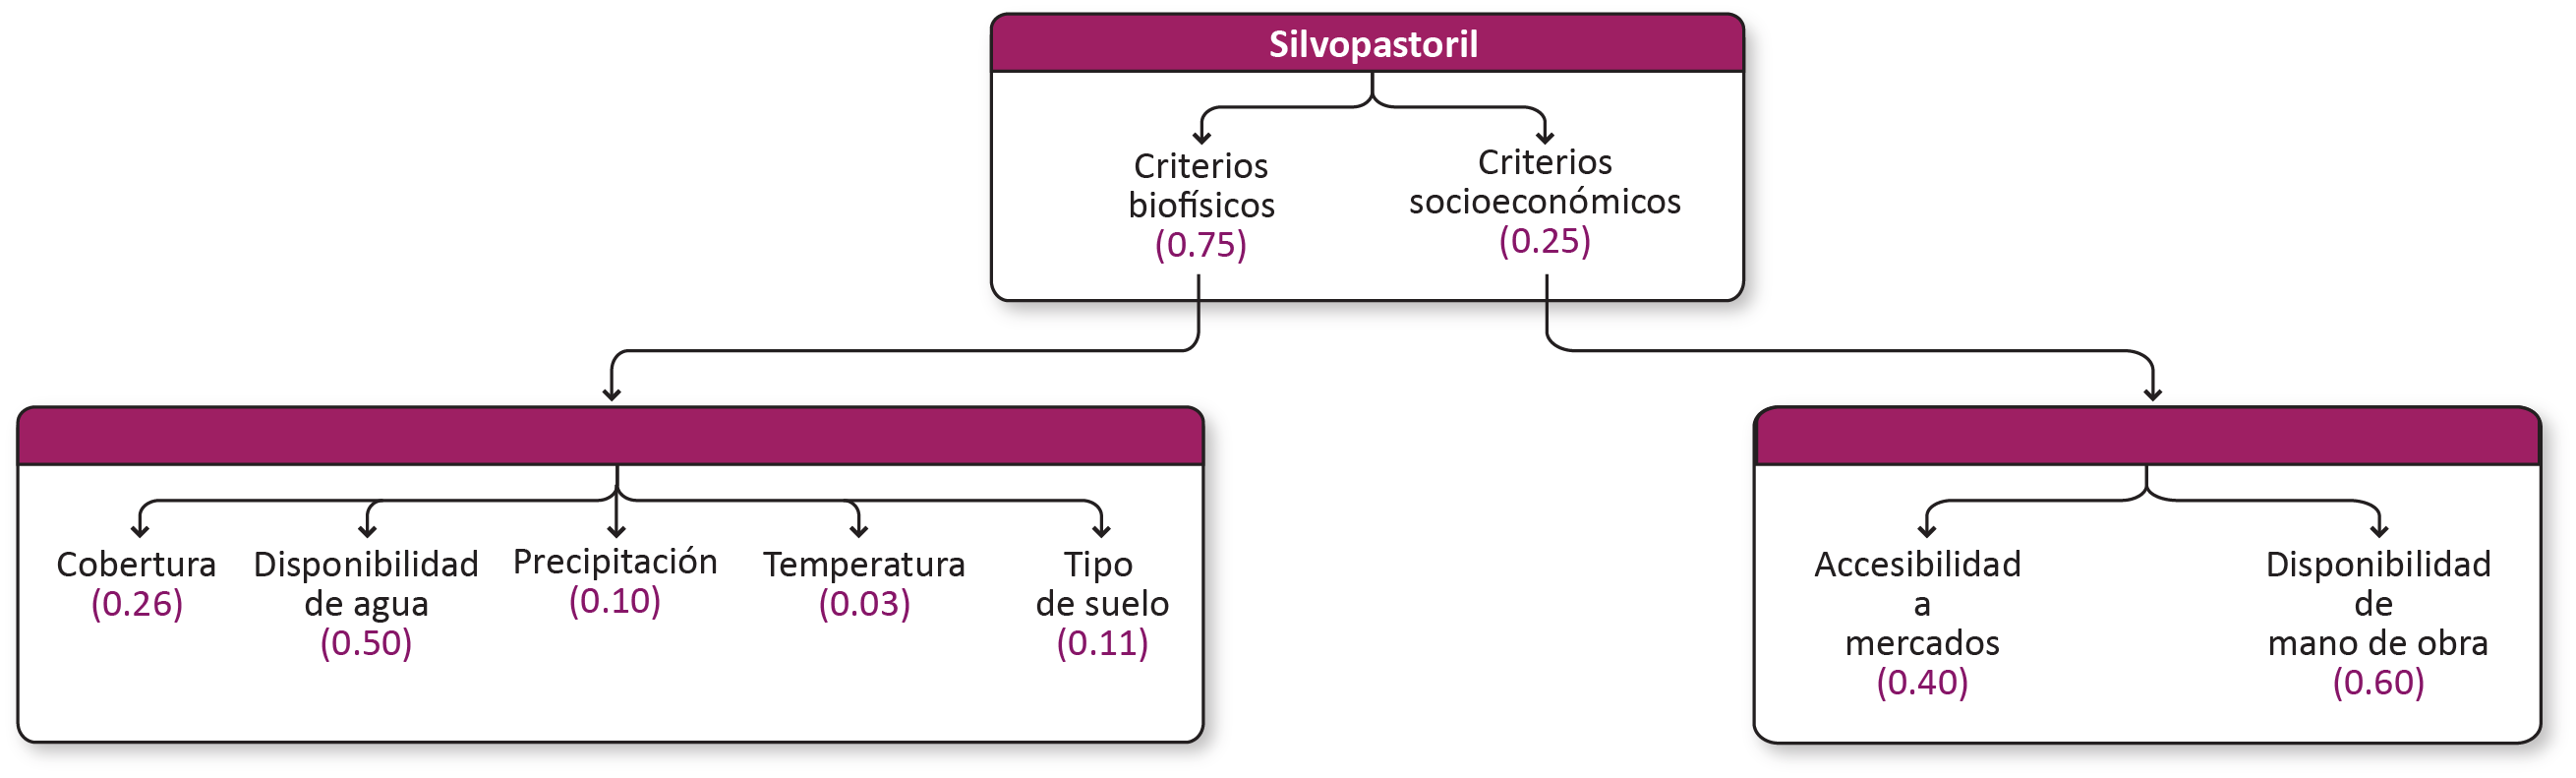 Silvopastoril
Criterios
biofísicos
(0.75)
Criterios
socioeconómicos
(0.25)
Cobertura
(0.26)
Disponibilidad
de agua
(0.50)
Precipitación
(0.10)
Temperatura
(0.03)
Tipo
de suelo
(0.11)
Accesibilidad
a
mercados
(0.40)
Disponibilidad
de
mano de obra
(0.60)